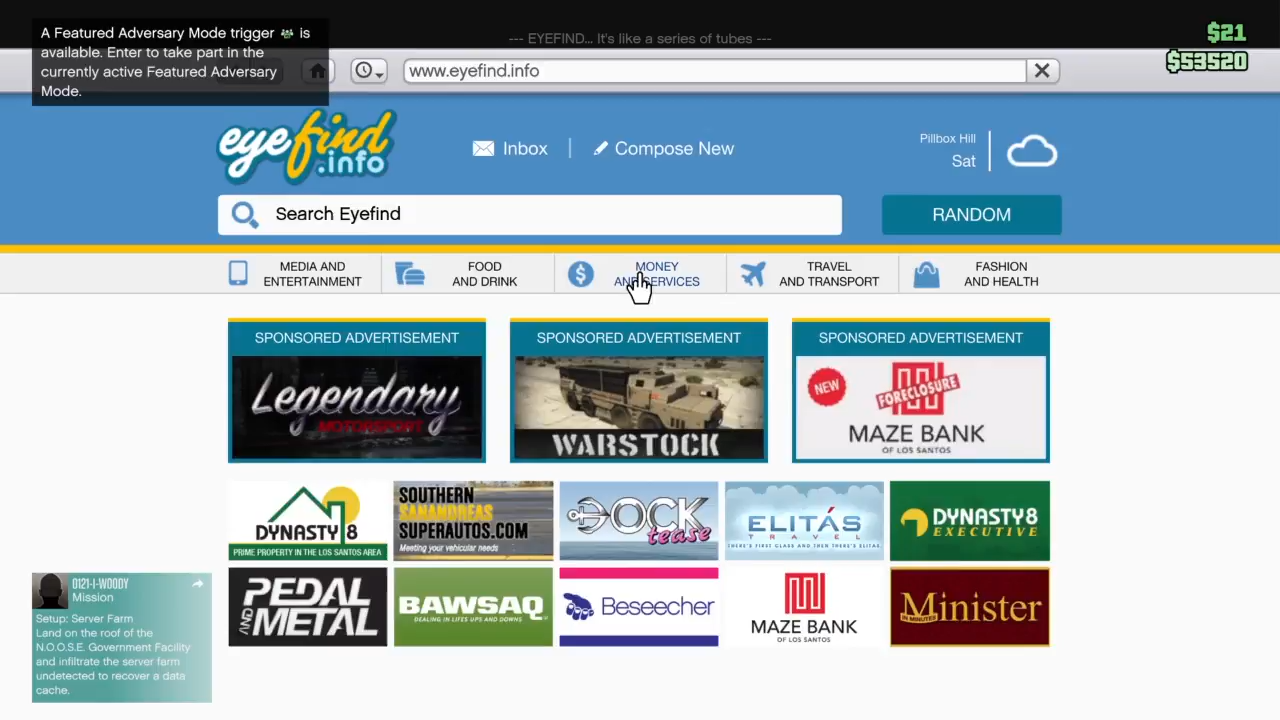 A Featured Adversary Mode trigger is
available. Enter to take part in the
currently active Featured Adversary
Mode.
--- EYEFIND... It's like a series of tubes ---
$21
$53520
www.eyefind.info
eyefind
.info
Inbox
Compose New
Pillbox Hill
Sat
Search Eyefind
RANDOM
MEDIA AND
ENTERTAINMENT
FOOD
AND DRINK
MONEY
AND SERVICES
TRAVEL
AND TRANSPORT
FASHION
AND HEALTH
SPONSORED ADVERTISEMENT
Legendary
MOTORSPORT
SPONSORED ADVERTISEMENT
WARSTOCK
SPONSORED ADVERTISEMENT
NEW
FORECLOSURE
MAZE BANK
OF LOS SANTOS
DYNASTY 8
PRIME PROPERTY IN THE LOS SANTOS AREA
SOUTHERN
SANANDREAS
SUPERAUTOS.COM
Meeting your vehicular needs
DOCK
tease
ELITÁS
TRAVEL
THERE'S FIRST CLASS AND THEN THERE'S ELITAS
DYNASTY 8
EXECUTIVE
PEDAL
AND METAL
BAWSAQ
DEALING IN LIFES UPS AND DOWNS
Beseecher
MAZE BANK
OF LOS SANTOS
Minister
IN MINUTES
0121-I-WOODY
Mission
Setup: Server Farm
Land on the roof of the
N.O.O.S.E. Government Facility
and infiltrate the server farm
undetected to recover a data
cache.